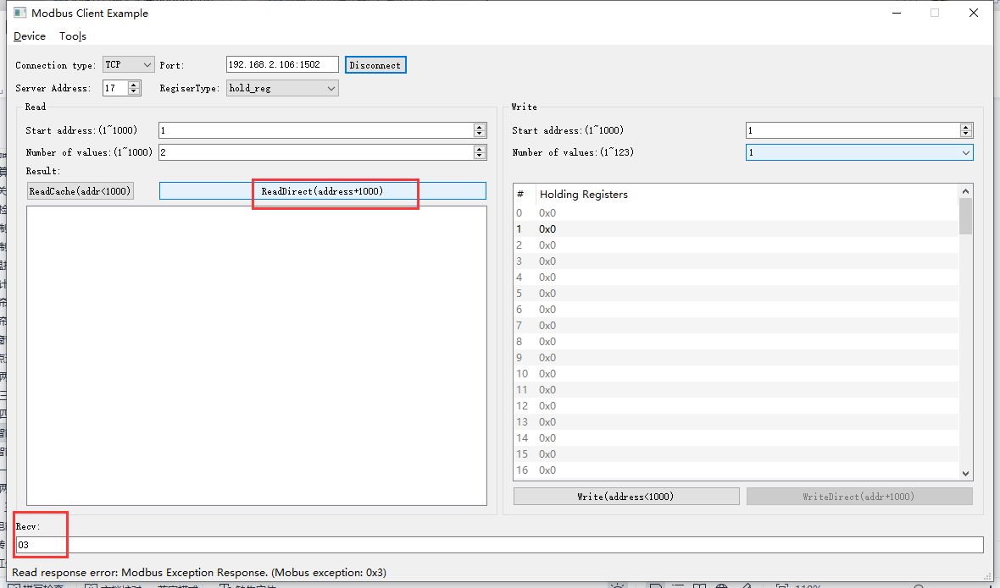 Modbus Client Example
Device Tools
Connection type: TCP Port: 192.168.2.106:1502 Disconnect
Server Address: 17 RegiserType: hold_reg
Read
Start address:(1~1000) 1
Number of values:(1~1000) 2
Result:
ReadCache(addr<1000) ReadDirect(address+1000)
Write
Start address:(1~1000) 1
Number of values:(1~123) 1
# Holding Registers
0 0x0
1 0x0
2 0x0
3 0x0
4 0x0
5 0x0
6 0x0
7 0x0
8 0x0
9 0x0
10 0x0
11 0x0
12 0x0
13 0x0
14 0x0
15 0x0
16 0x0
Write(address<1000) WriteDirect(addr+1000)
Recv:
03
Read response error: Modbus Exception Response. (Mobus exception: 0x3)